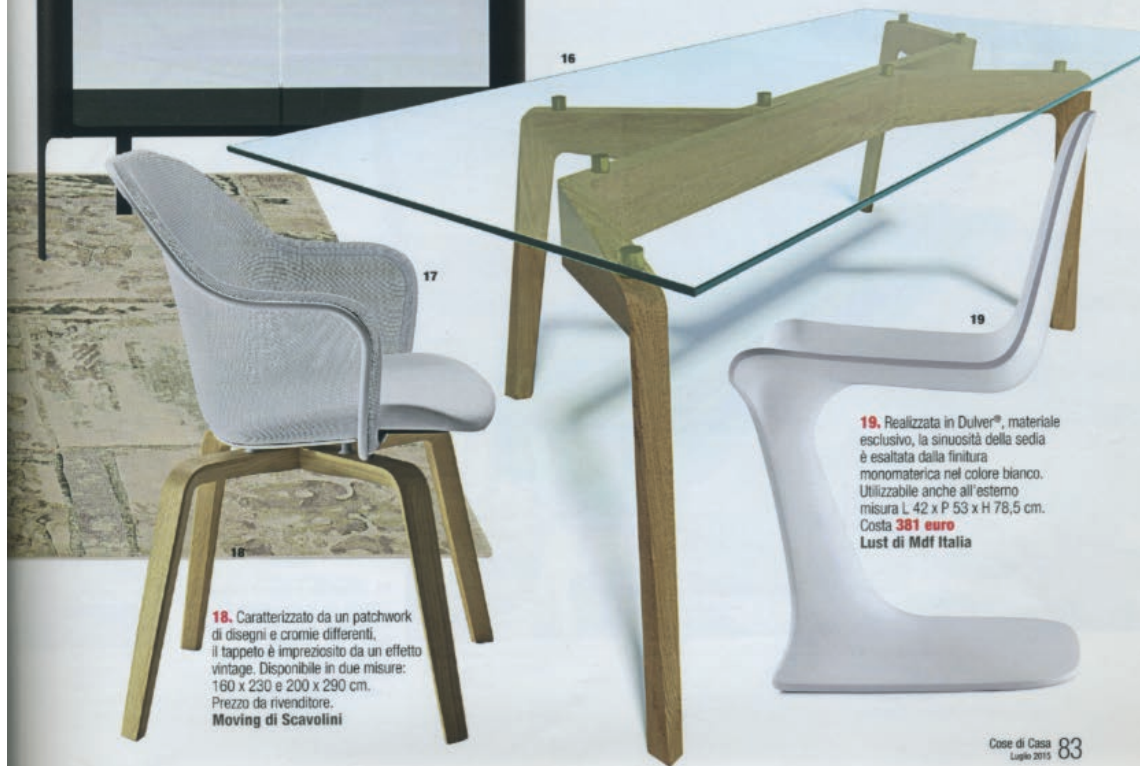 16
17
19
19. Realizzata in Dulver®, materiale
esclusivo, la sinuosità della sedia
è esaltata dalla finitura
monomaterica nel colore bianco.
Utilizzabile anche all'esterno
misura L 42 x P 53 x H 78,5 cm.
Costa 381 euro
Lust di Mdf Italia
18
18. Caratterizzato da un patchwork
di disegni e cromie differenti,
il tappeto è impreziosito da un effetto
vintage. Disponibile in due misure:
160 x 230 e 200 x 290 cm.
Prezzo da rivenditore.
Moving di Scavolini
Cose di Casa 83
Luglio 2015